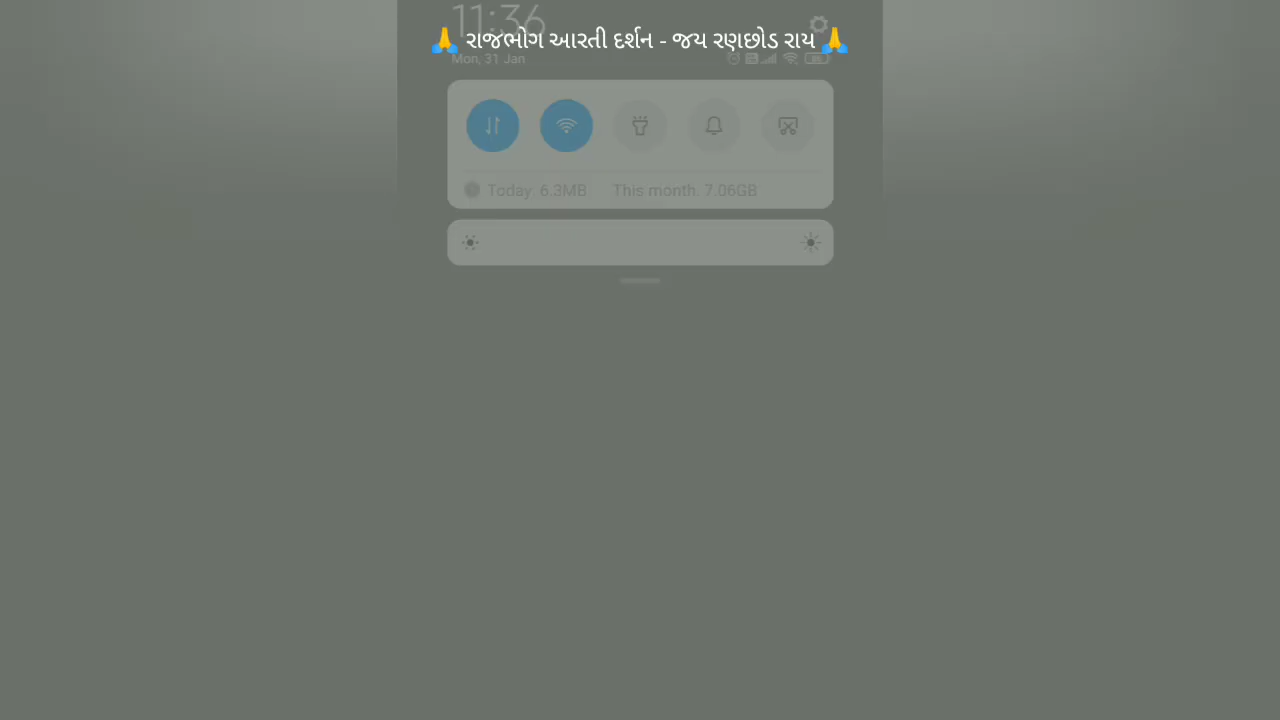 11:36
🙏 રાજભોગ આરતી દર્શન - જય રણછોડ રાય 🙏
Mon, 31 Jan
Today: 6.3MB This month: 7.06GB